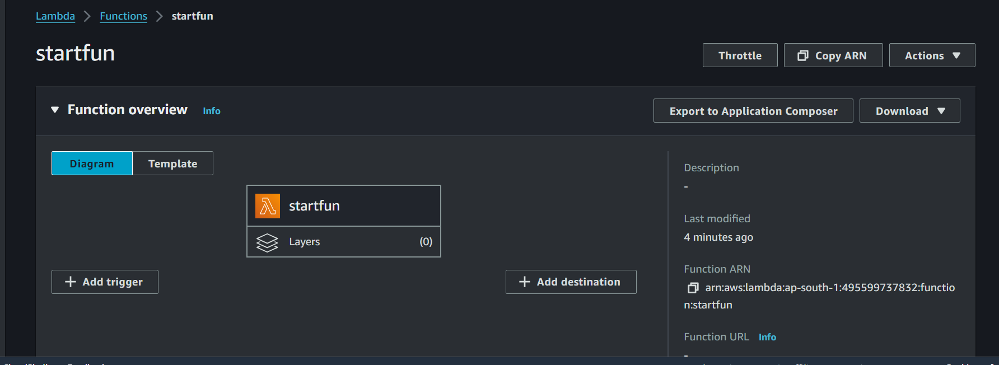 Lambda Functions startfun
startfun
Throttle Copy ARN Actions
Function overview Info
Export to Application Composer Download
Diagram Template
startfun
Layers (0)
+ Add trigger
+ Add destination
Description
-
Last modified
4 minutes ago
Function ARN
arn:aws:lambda:ap-south-1:495599737832:functio
n:startfun
Function URL Info
-